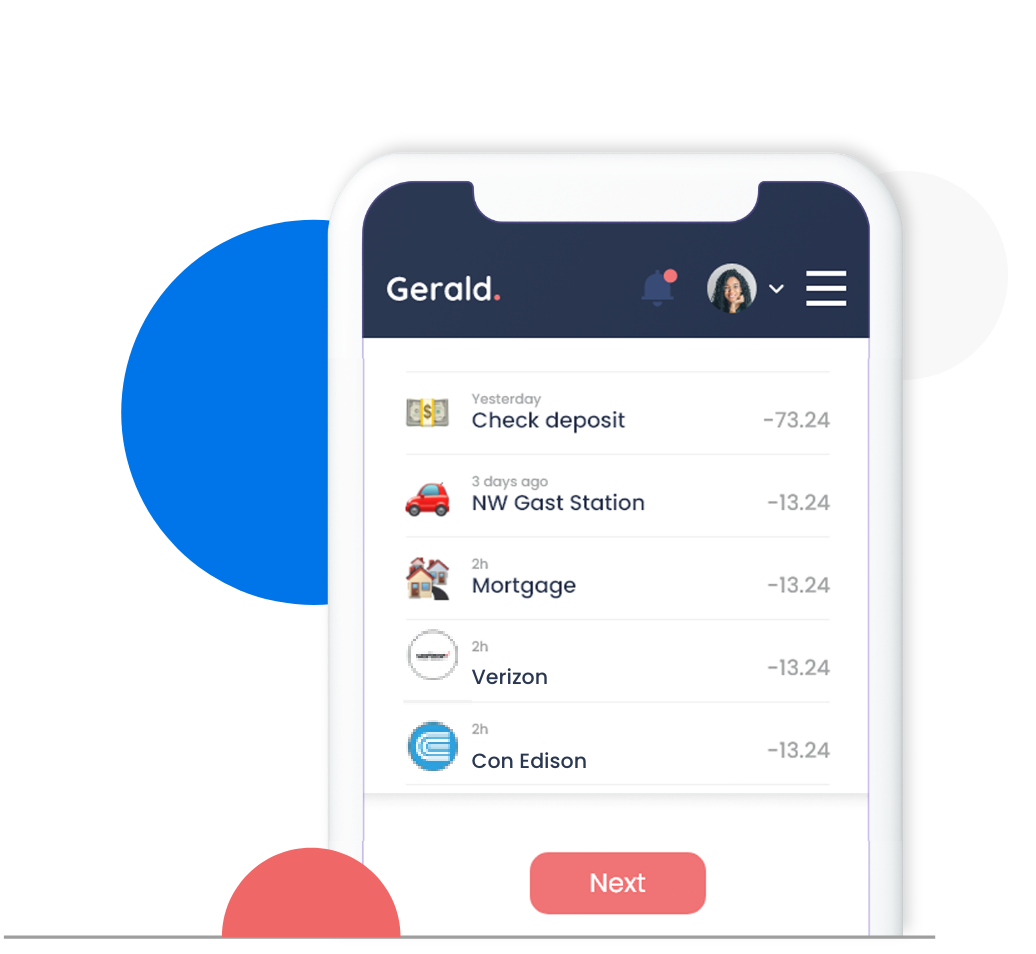 Gerald.
Yesterday
Check deposit
-73.24
3 days ago
NW Gast Station
-13.24
2h
Mortgage
-13.24
2h
Verizon
-13.24
2h
Con Edison
-13.24
Next